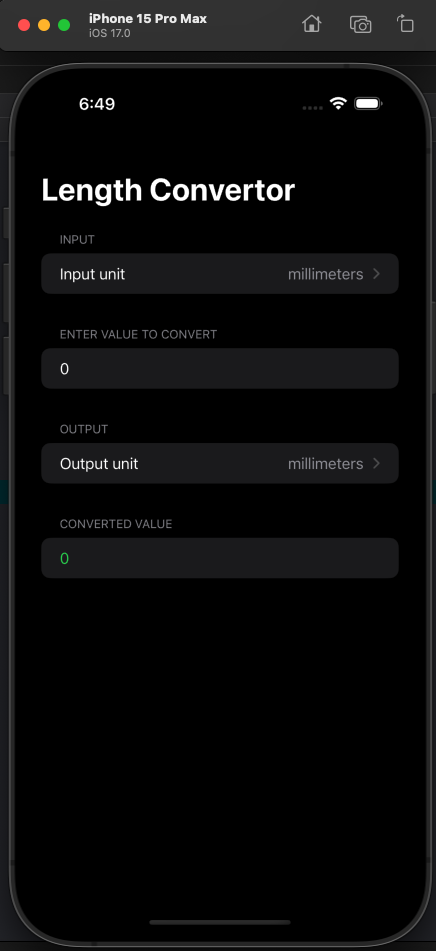 iPhone 15 Pro Max
iOS 17.0
6:49
Length Convertor
INPUT
Input unit millimeters
ENTER VALUE TO CONVERT
0
OUTPUT
Output unit millimeters
CONVERTED VALUE
0